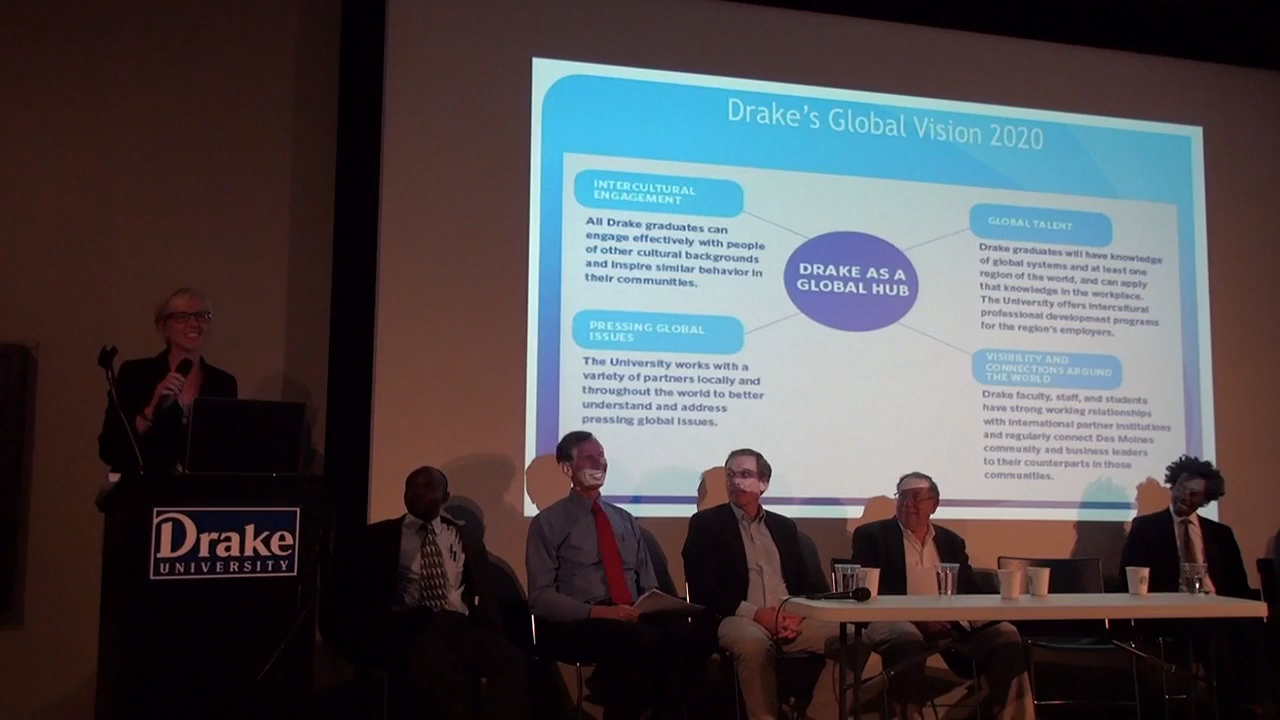 Drake's Global Vision 2020
INTERCULTURAL
ENGAGEMENT
All Drake graduates can
engage effectively with people
of other cultural backgrounds
and inspire similar behavior in
their communities.
PRESSING GLOBAL
ISSUES
The University works with a
variety of partners locally and
throughout the world to better
understand and address
pressing global issues.
DRAKE AS A
GLOBAL HUB
GLOBAL TALENT
Drake graduates will have knowledge
of global systems and at least one
region of the world, and can apply
that knowledge in the workplace.
The University offers intercultural
professional development programs
for the region's employers.
VISIBILITY AND
CONNECTIONS AROUND
THE WORLD
Drake faculty, staff, and students
have strong working relationships
with international partner institutions
and regularly connect Des Moines
community and business leaders
to their counterparts in those
communities.
Drake
UNIVERSITY